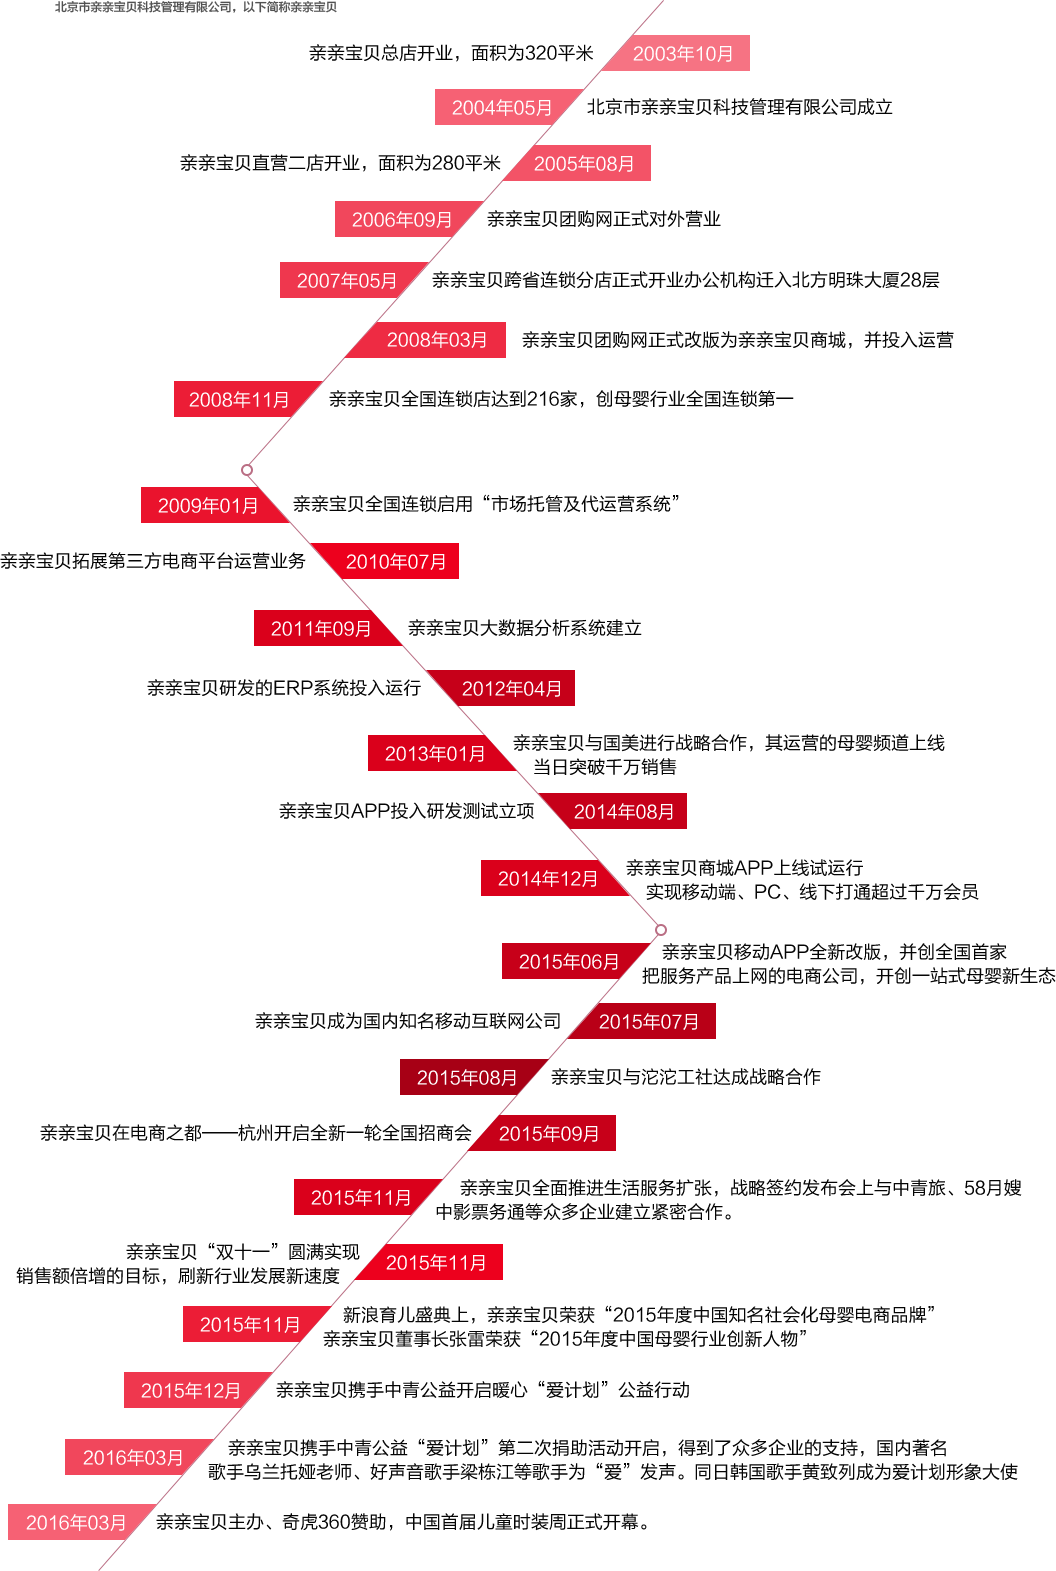 北京市亲亲宝贝科技管理有限公司，以下简称亲亲宝贝
亲亲宝贝总店开业，面积为320平米 2003年10月
2004年05月 北京市亲亲宝贝科技管理有限公司成立
亲亲宝贝直营二店开业，面积为280平米 2005年08月
2006年09月 亲亲宝贝团购网正式对外营业
2007年05月 亲亲宝贝跨省连锁分店正式开业办公机构迁入北方明珠大厦28层
2008年03月 亲亲宝贝团购网正式改版为亲亲宝贝商城，并投入运营
2008年11月 亲亲宝贝全国连锁店达到216家，创母婴行业全国连锁第一
2009年01月 亲亲宝贝全国连锁启用“市场托管及代运营系统”
亲亲宝贝拓展第三方电商平台运营业务 2010年07月
2011年09月 亲亲宝贝大数据分析系统建立
亲亲宝贝研发的ERP系统投入运行 2012年04月
2013年01月 亲亲宝贝与国美进行战略合作，其运营的母婴频道上线
当日突破千万销售
亲亲宝贝APP投入研发测试立项 2014年08月
2014年12月 亲亲宝贝商城APP上线试运行
实现移动端、PC、线下打通超过千万会员
2015年06月 亲亲宝贝移动APP全新改版，并创全国首家
把服务产品上网的电商公司，开创一站式母婴新生态
亲亲宝贝成为国内知名移动互联网公司 2015年07月
2015年08月 亲亲宝贝与沱沱工社达成战略合作
亲亲宝贝在电商之都——杭州开启全新一轮全国招商会 2015年09月
2015年11月 亲亲宝贝全面推进生活服务扩张，战略签约发布会上与中青旅、58月嫂
中影票务通等众多企业建立紧密合作。
亲亲宝贝“双十一”圆满实现 2015年11月
销售额倍增的目标，刷新行业发展新速度
2015年11月 新浪育儿盛典上，亲亲宝贝荣获“2015年度中国知名社会化母婴电商品牌”
亲亲宝贝董事长张雷荣获“2015年度中国母婴行业创新人物”
2015年12月 亲亲宝贝携手中青公益开启暖心“爱计划”公益行动
2016年03月 亲亲宝贝携手中青公益“爱计划”第二次捐助活动开启，得到了众多企业的支持，国内著名
歌手乌兰托娅老师、好声音歌手梁栋江等歌手为“爱”发声。同日韩国歌手黄致列成为爱计划形象大使
2016年03月 亲亲宝贝主办、奇虎360赞助，中国首届儿童时装周正式开幕。